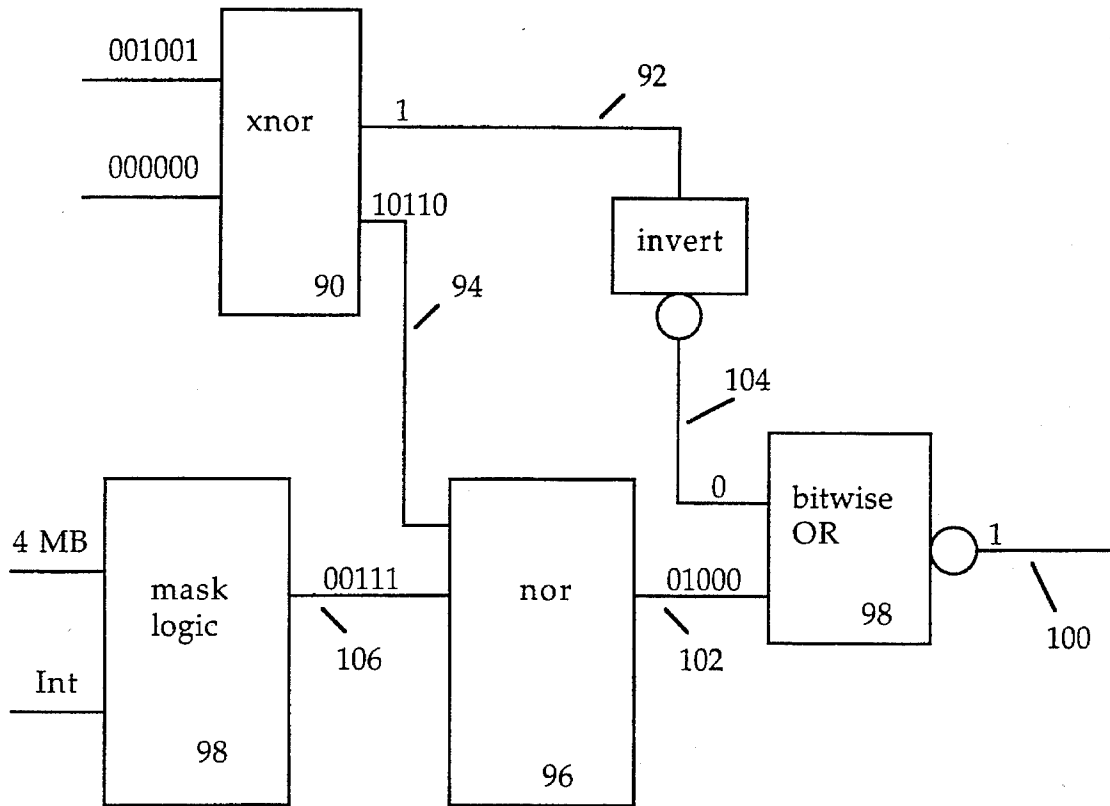 001001
92
xnor
1
000000
10110
invert
90
94
104
0
bitwise
OR
4 MB
1
mask
logic
00111
nor
01000
98
100
106
102
Int
98
96